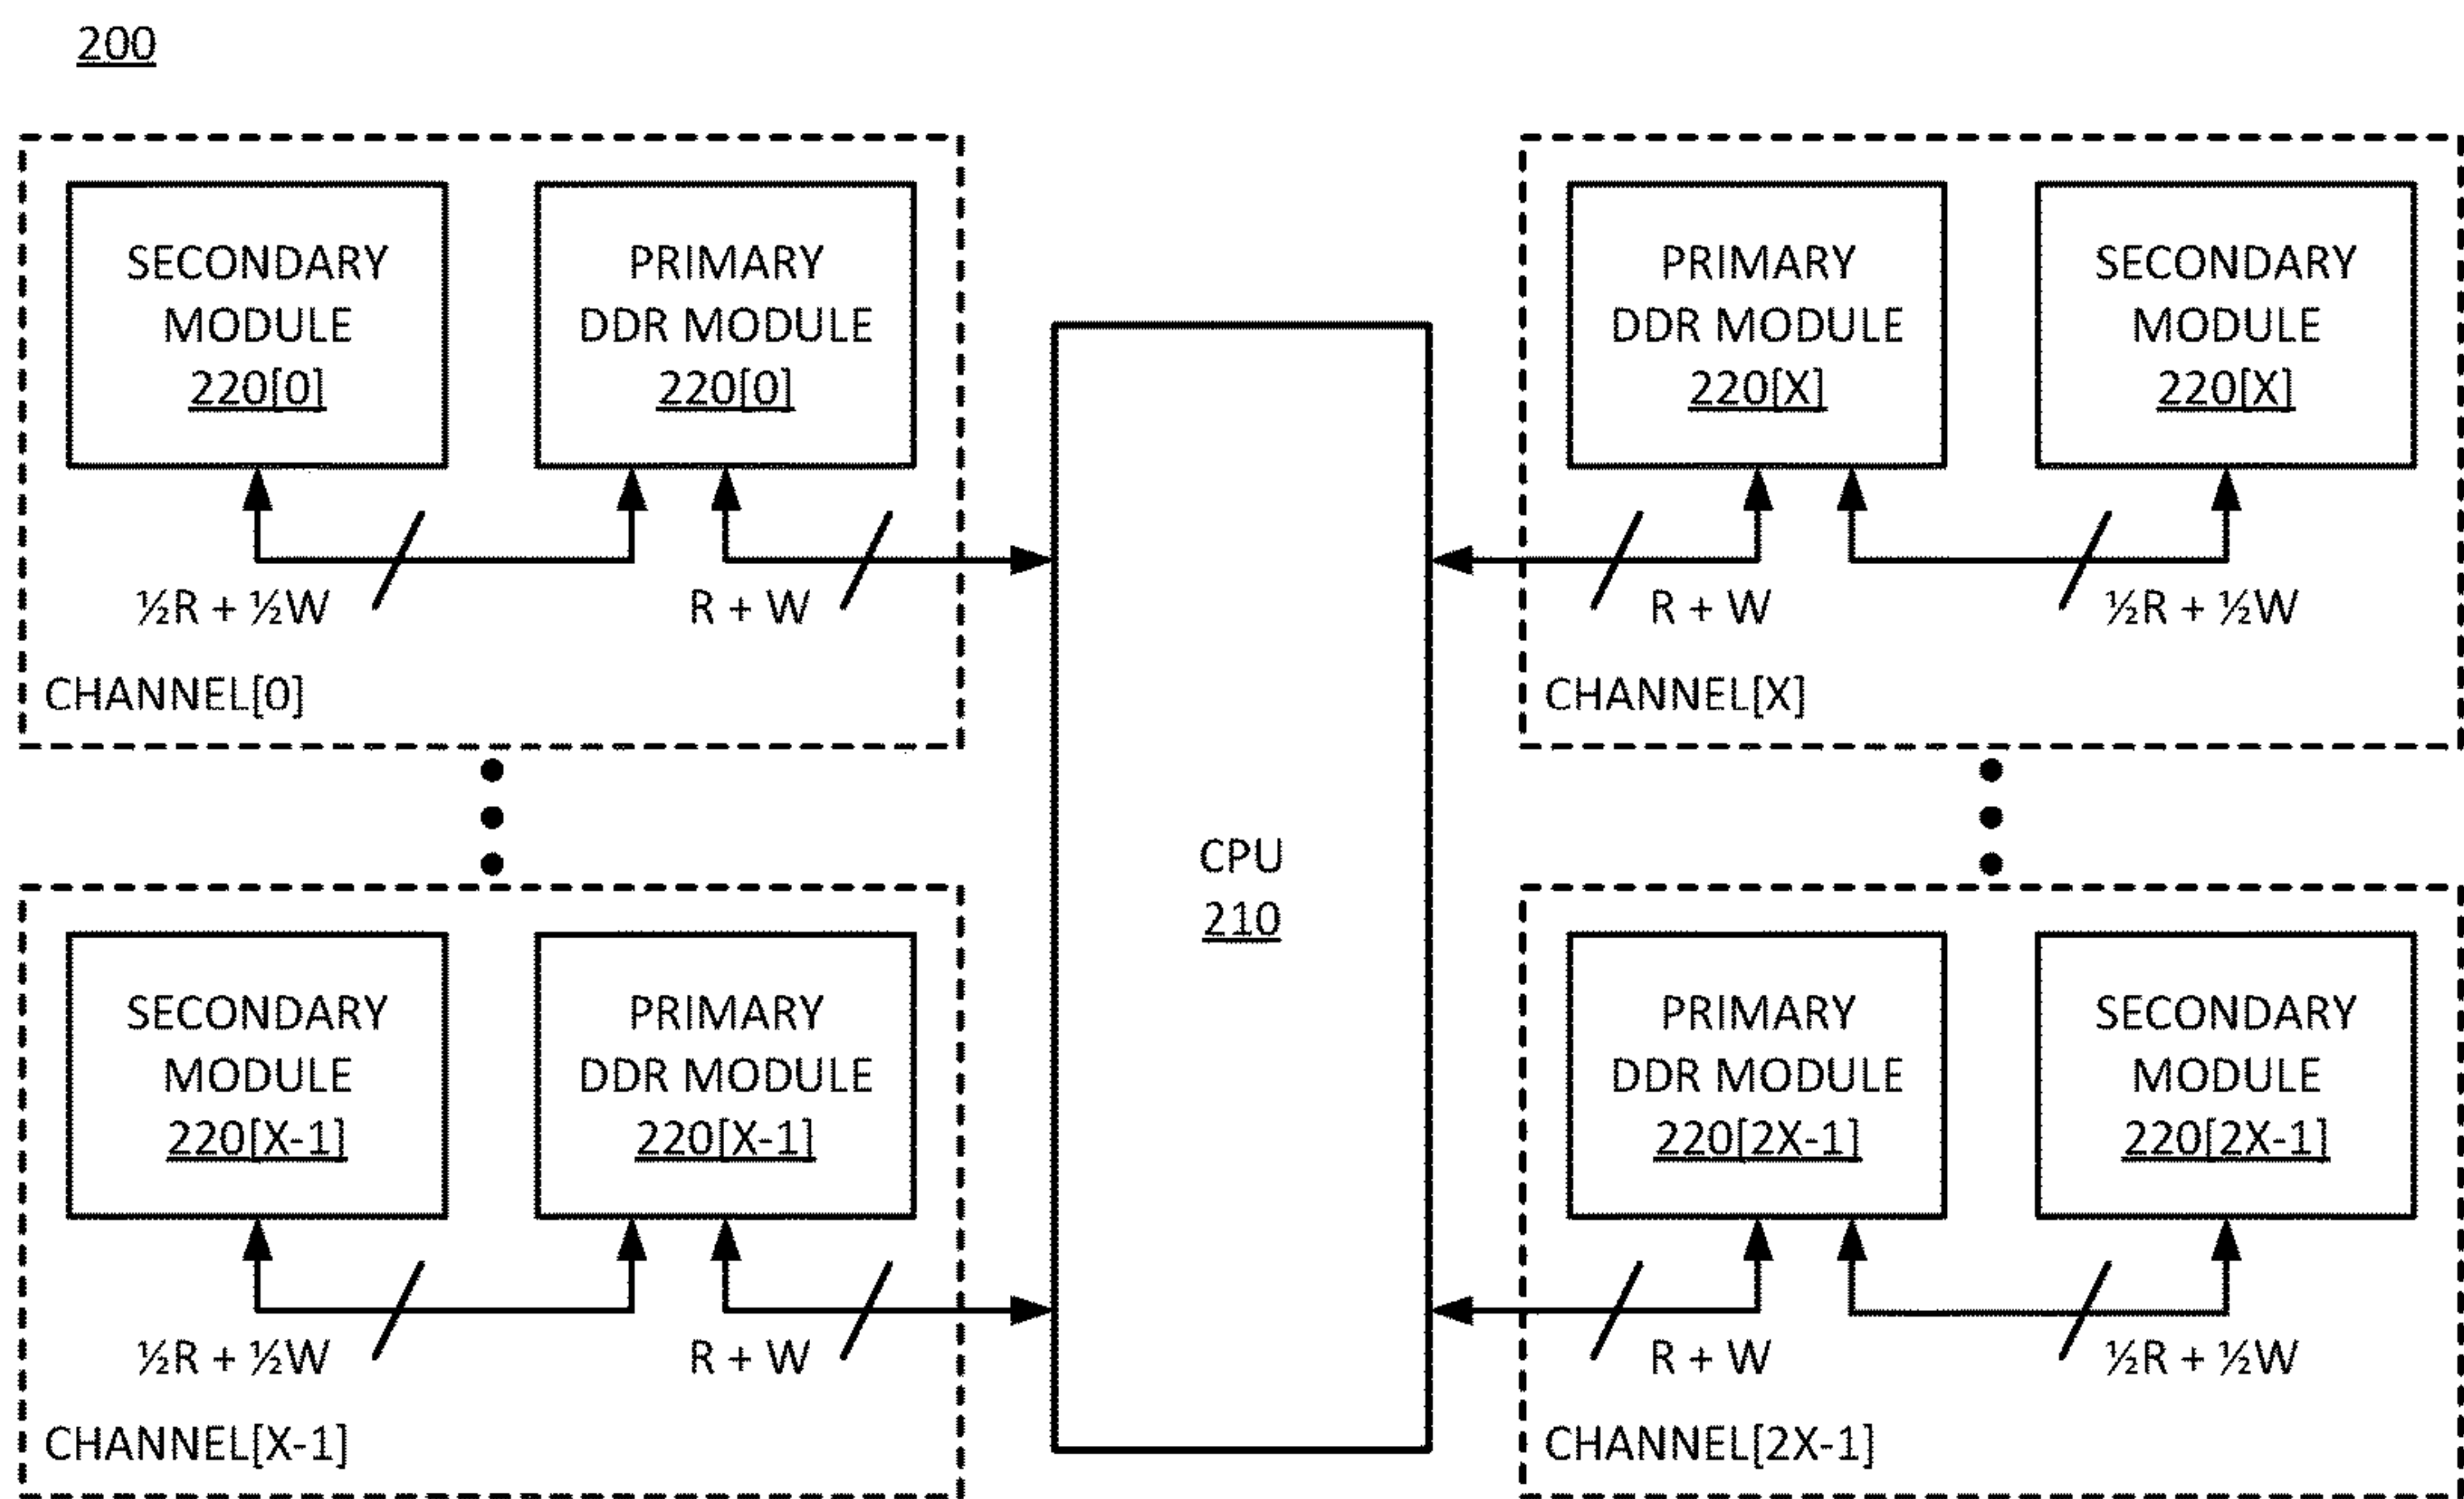 200
SECONDARY
MODULE
220[0]
PRIMARY
DDR MODULE
220[0]
½R + ½W
R + W
CHANNEL[0]
PRIMARY
DDR MODULE
220[X]
SECONDARY
MODULE
220[X]
R + W
½R + ½W
CHANNEL[X]
CPU
210
SECONDARY
MODULE
220[X-1]
PRIMARY
DDR MODULE
220[X-1]
½R + ½W
R + W
CHANNEL[X-1]
PRIMARY
DDR MODULE
220[2X-1]
SECONDARY
MODULE
220[2X-1]
R + W
½R + ½W
CHANNEL[2X-1]